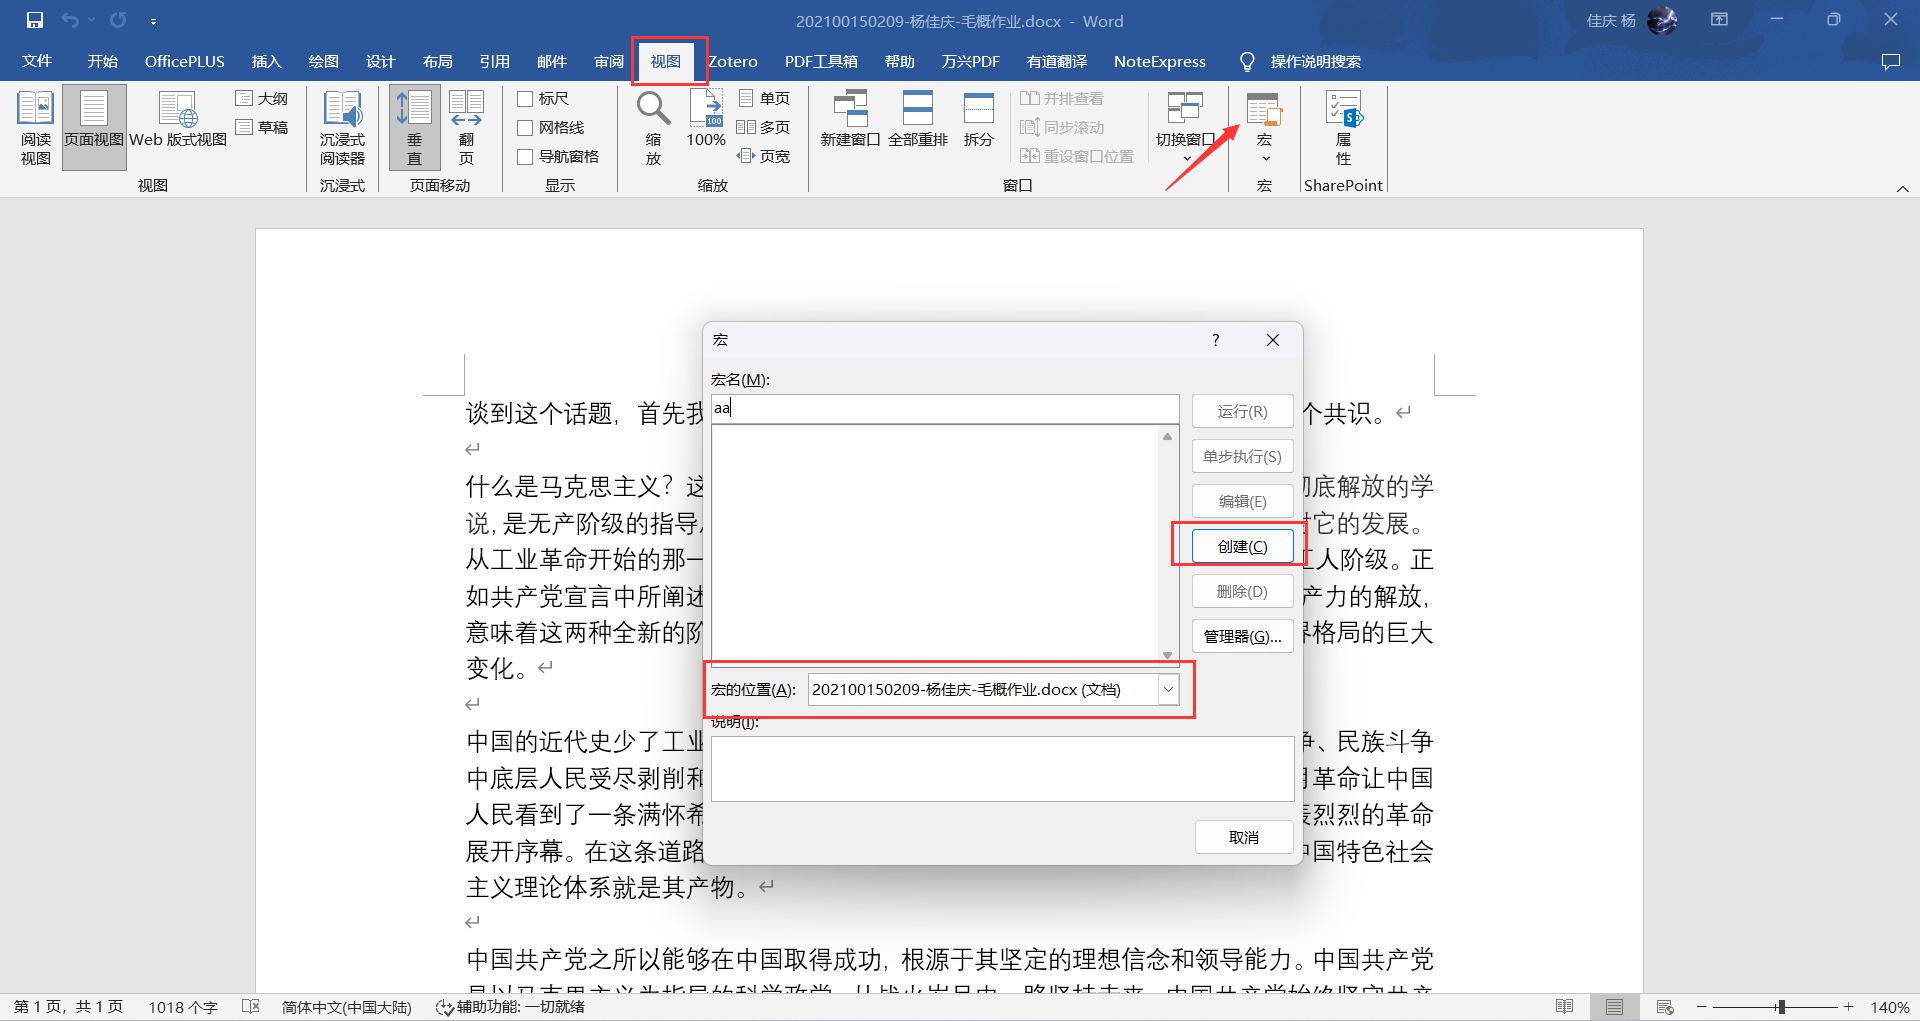 202100150209-杨佳庆-毛概作业.docx - Word
佳庆 杨
文件 开始 OfficePLUS 插入 绘图 设计 布局 引用 邮件 审阅 视图 Zotero PDF工具箱 帮助 万兴PDF 有道翻译 NoteExpress 操作说明搜索
阅读视图 页面视图 Web 版式视图 大纲 草稿
视图
沉浸式阅读器
沉浸式
垂直 翻页
页面移动
标尺
网格线
导航窗格
显示
缩放 100% 单页 多页 页宽
缩放
新建窗口 全部重排 拆分
并排查看
同步滚动
重设窗口位置
切换窗口
窗口
宏
宏
属性
SharePoint
宏 ?
宏名(M):
aa
运行(R)
单步执行(S)
编辑(E)
创建(C)
删除(D)
管理器(G)...
宏的位置(A): 202100150209-杨佳庆-毛概作业.docx (文档)
说明(I):
取消
谈到这个话题，首先我 个共识。
什么是马克思主义？这 底解放的学
说,是无产阶级的指导 它的发展。
从工业革命开始的那一 人阶级。正
如共产党宣言中所阐述 产力的解放，
意味着这两种全新的阶 界格局的巨大
变化。
中国的近代史少了工业 争、民族斗争
中底层人民受尽剥削和 月革命让中国
人民看到了一条满怀希 轰烈烈的革命
展开序幕。在这条道路 中国特色社会
主义理论体系就是其产物。
中国共产党之所以能够在中国取得成功，根源于其坚定的理想信念和领导能力。中国共产党
第 1 页，共 1 页 1018 个字 简体中文(中国大陆) 辅助功能: 一切就绪 140%